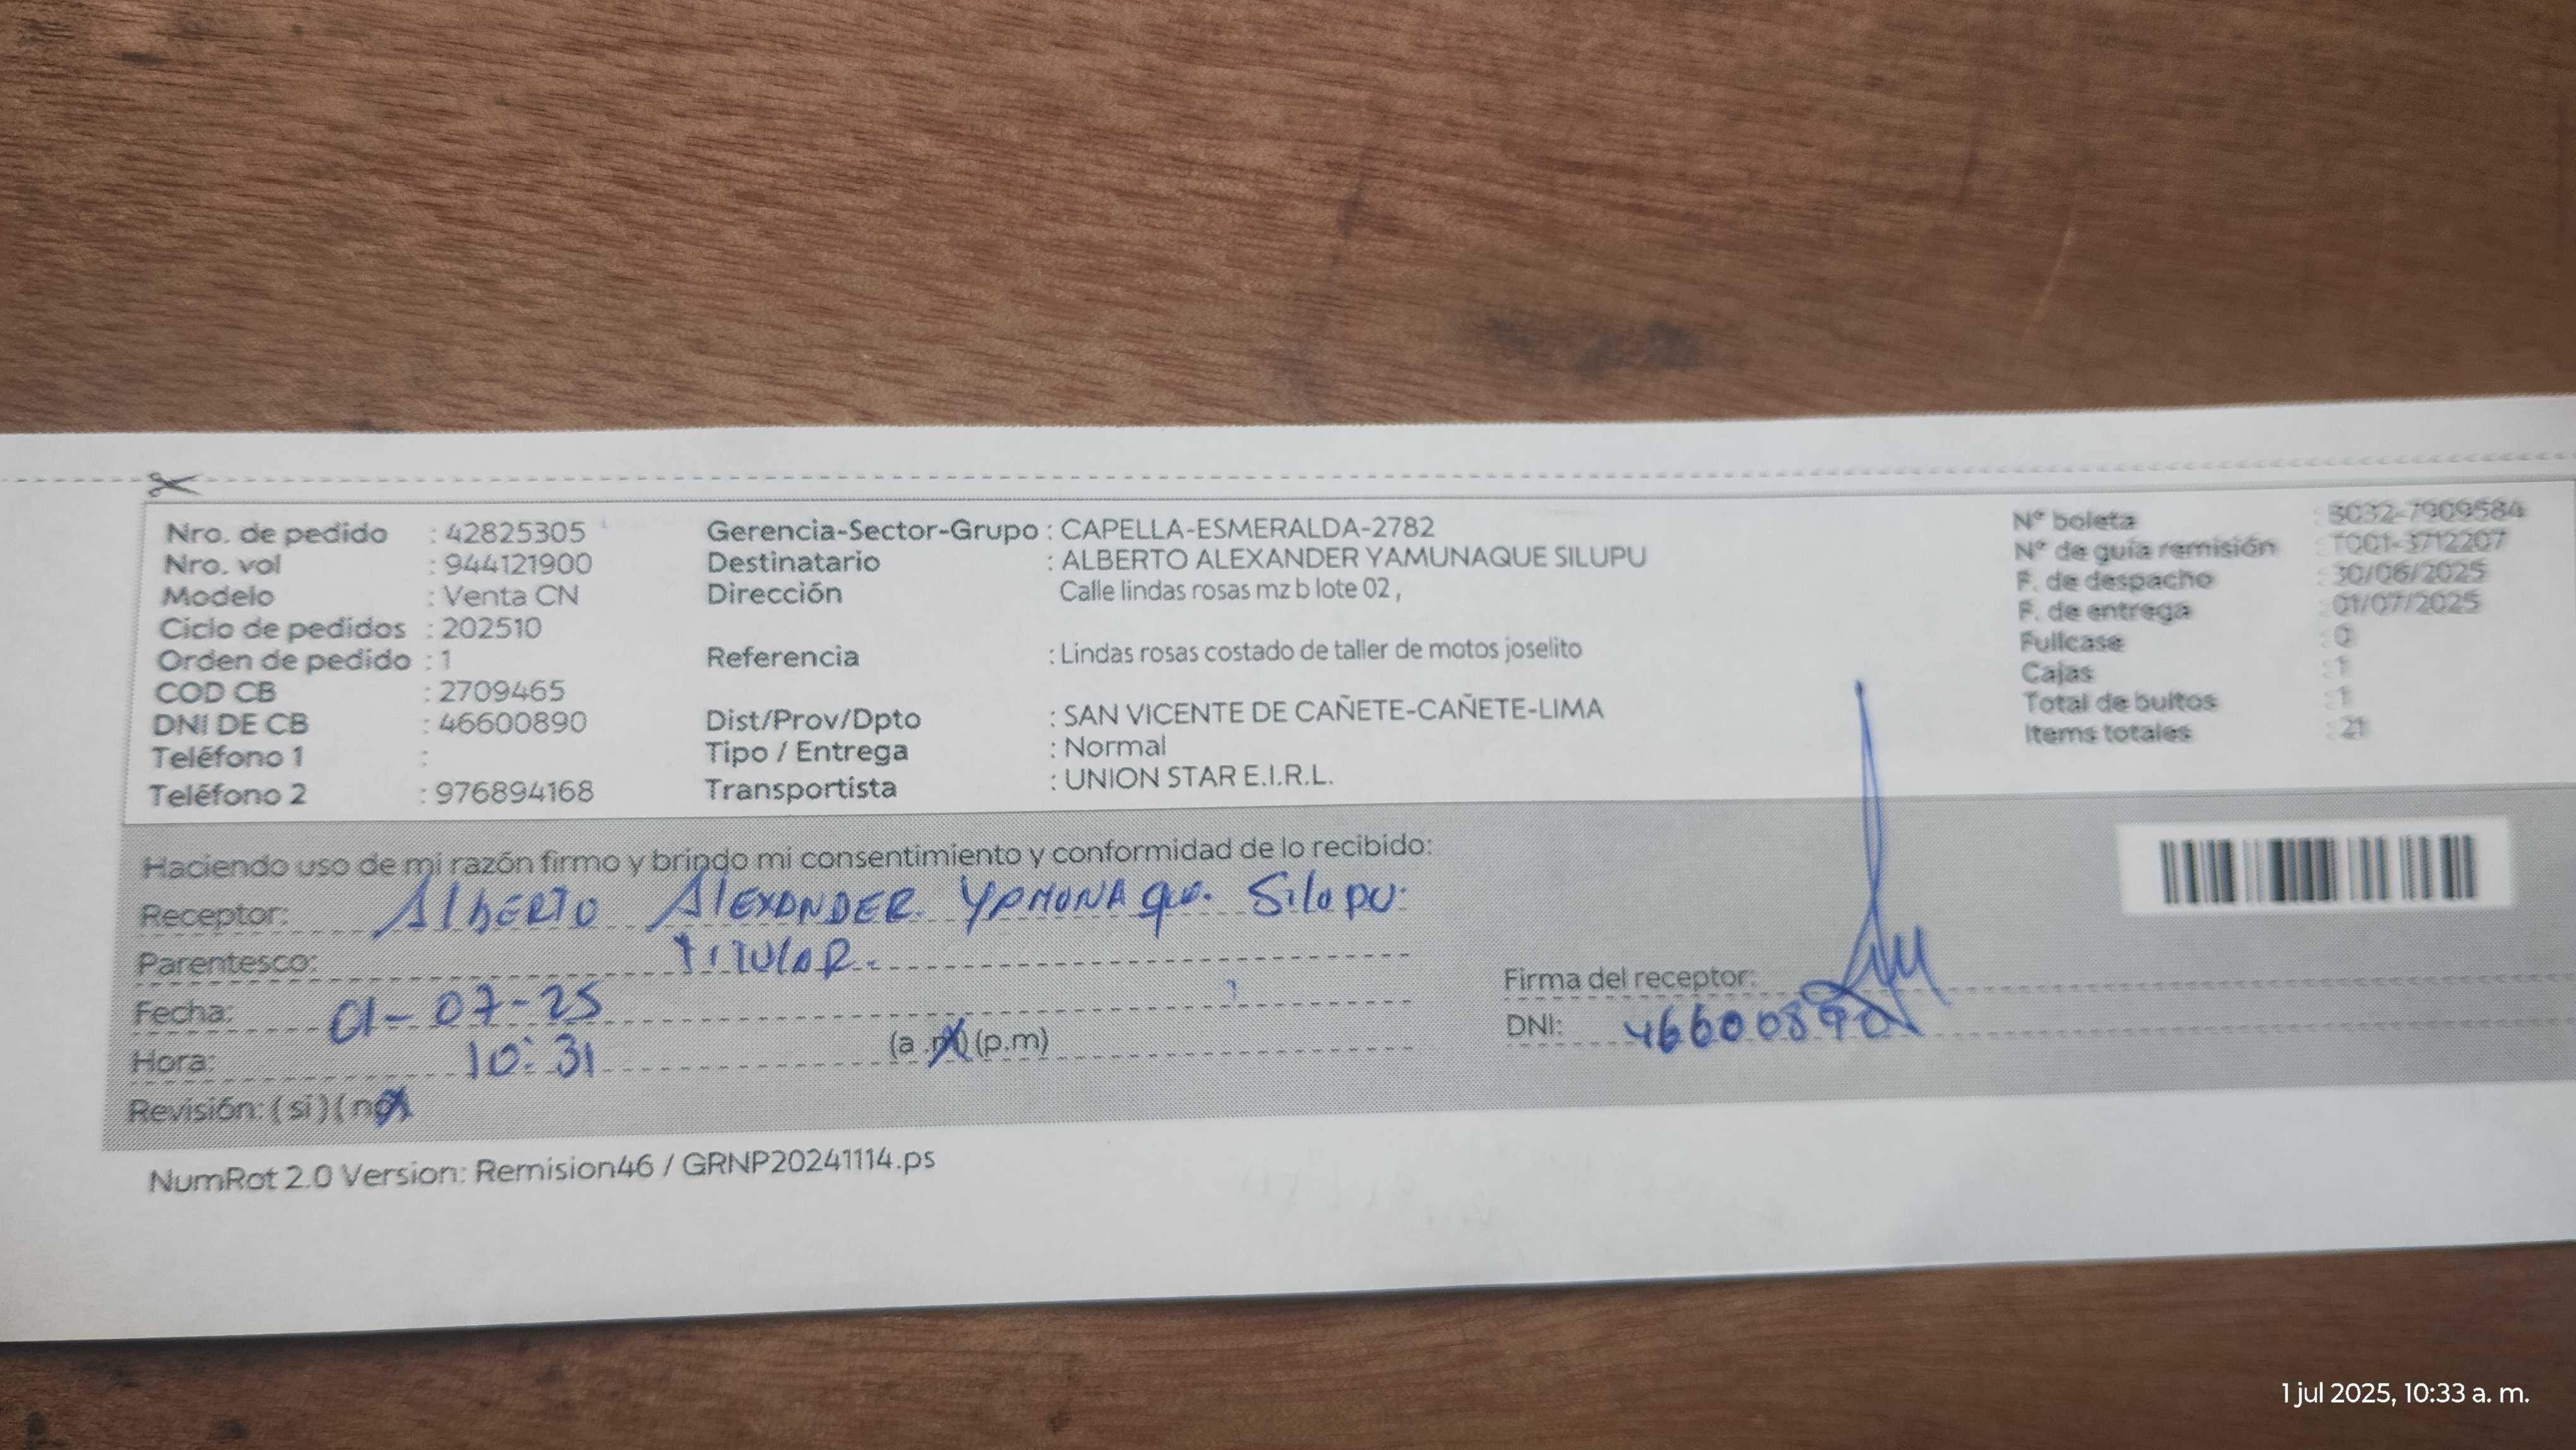 Nro. de pedido : 42825305
Nro. vol : 944121900
Modelo : Venta CN
Ciclo de pedidos : 202510
Orden de pedido : 1
COD CB : 2709465
DNI DE CB : 46600890
Teléfono 1 :
Teléfono 2 : 976894168
Gerencia-Sector-Grupo : CAPELLA-ESMERALDA-2782
Destinatario : ALBERTO ALEXANDER YAMUNAQUE SILUPU
Dirección Calle lindas rosas mz b lote 02 ,
Referencia : Lindas rosas costado de taller de motos joselito
Dist/Prov/Dpto : SAN VICENTE DE CAÑETE-CAÑETE-LIMA
Tipo / Entrega : Normal
Transportista : UNION STAR E.I.R.L.
N° boleta
N° de guía remisión : T001-3712207
F. de despacho : 30/06/2025
F. de entrega : 01/07/2025
Fullcase : 0
Cajas : 1
Total de bultos : 1
Items totales : 21
Haciendo uso de mi razón firmo y brindo mi consentimiento y conformidad de lo recibido:
Receptor: AlbERTO AlEXANDER YAMUNAque Silupu
Parentesco: TITULAR.
Fecha: 01-07-25
Hora: 10:31 (a.m) (p.m)
Revisión: (si) (no)
Firma del receptor:
DNI: 46600890
NumRot 2.0 Version: Remision46 / GRNP20241114.ps
1 jul 2025, 10:33 a. m.